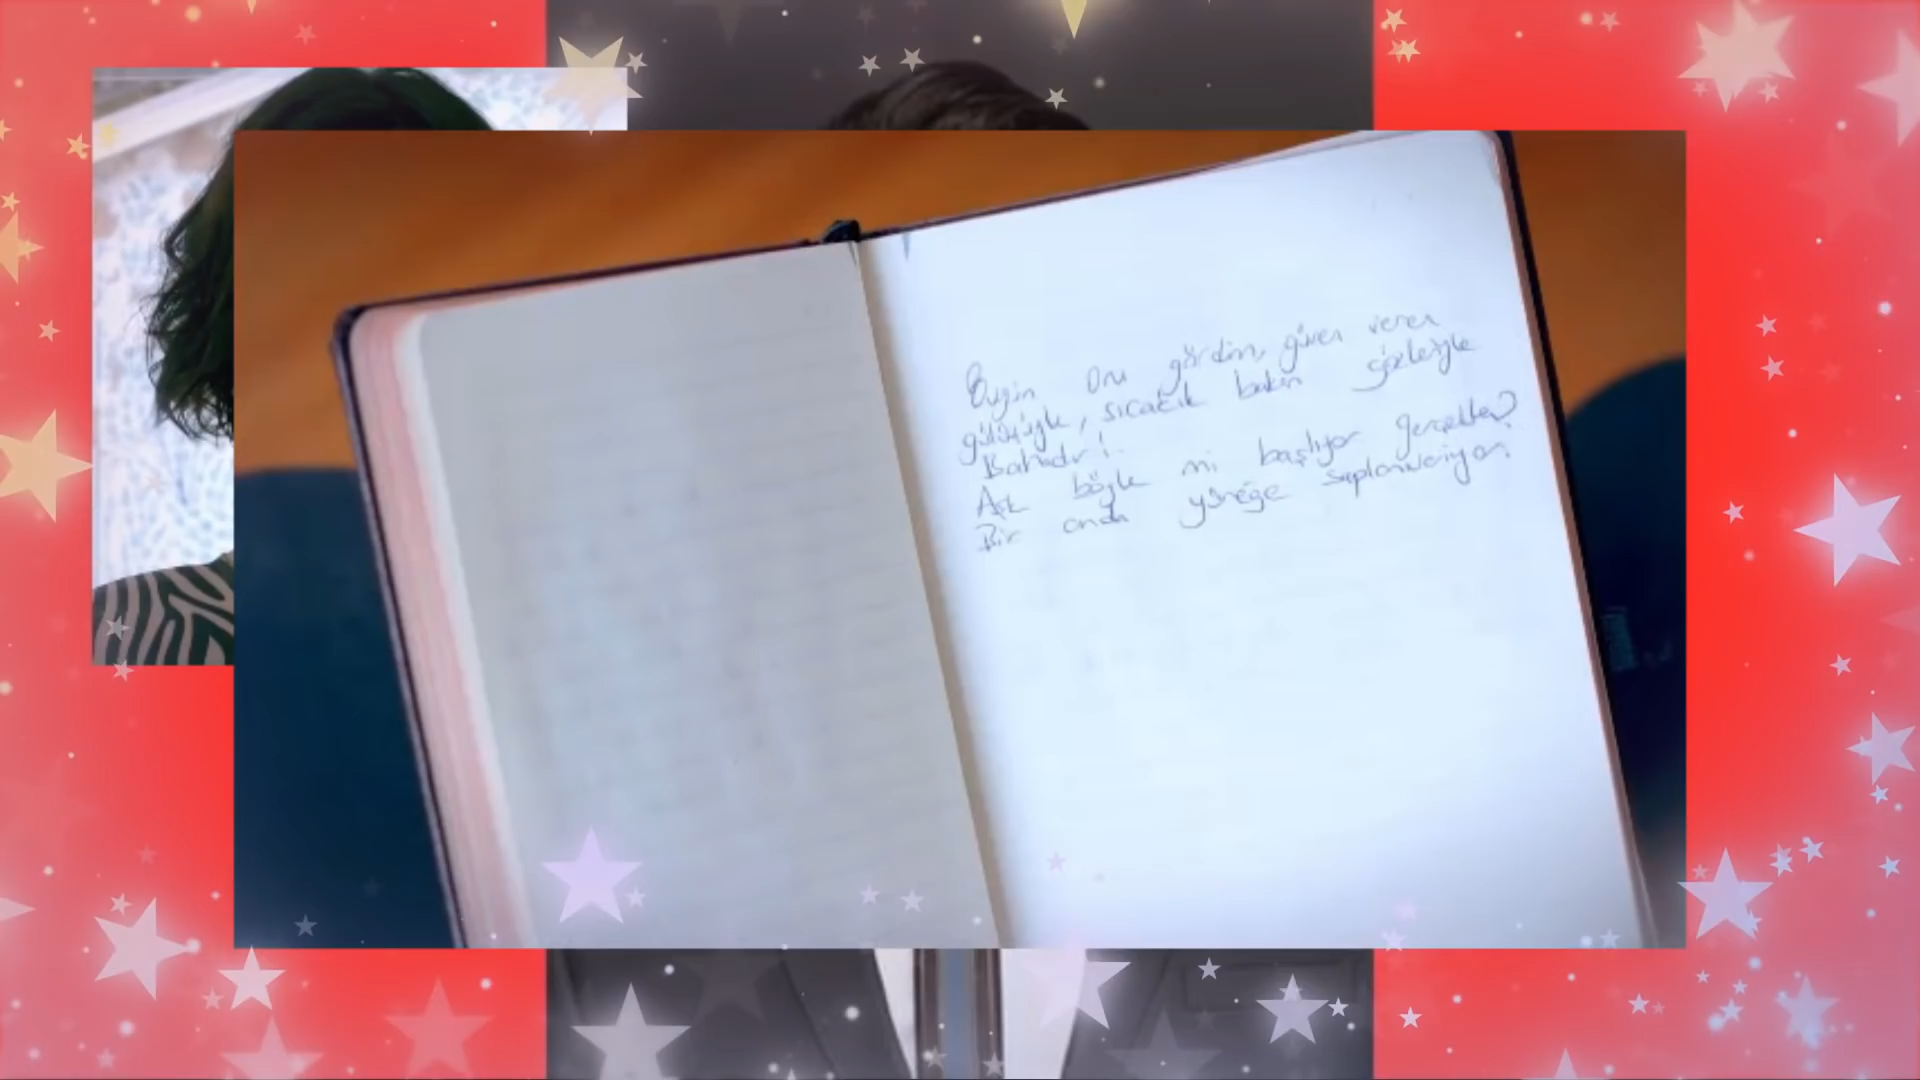 Bugün Onu gördüm, güven veren
gülüşüyle, sıcacık bakan gözleriyle
Bahadır!
Aşk böyle mi başlıyor gerçekten?
Bir anda yüreğe saplanıveriyor.